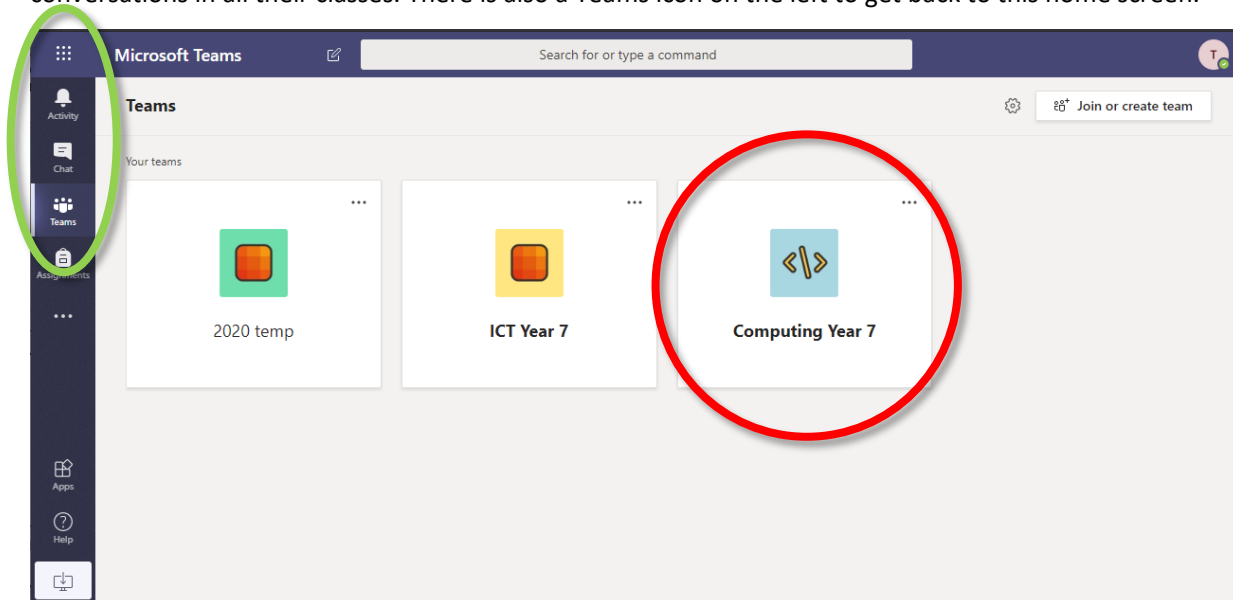 conversations in all their classes. There is also a Teams icon on the left to get back to this home screen.
Microsoft Teams
Search for or type a command
T
Activity
Teams
Join or create team
Chat
Your teams
Teams
Assignments
2020 temp
ICT Year 7
Computing Year 7
Apps
Help